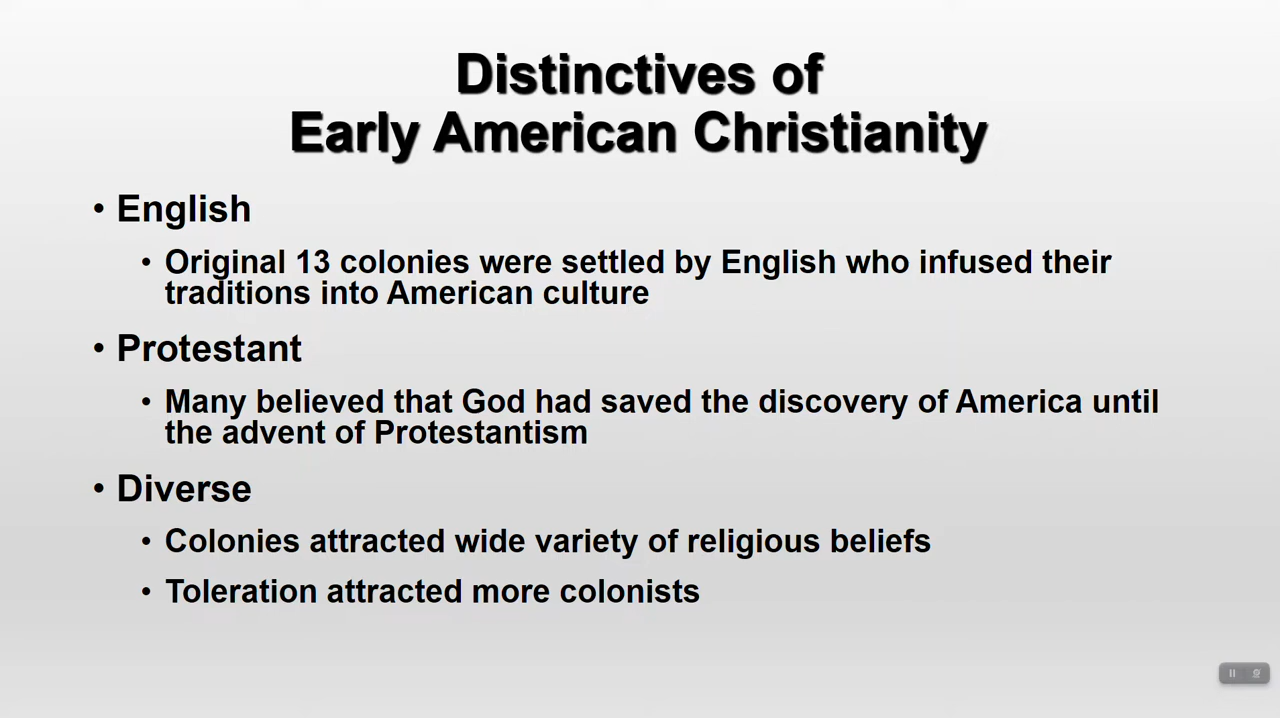 Distinctives of
Early American Christianity
• English
• Original 13 colonies were settled by English who infused their
traditions into American culture
• Protestant
• Many believed that God had saved the discovery of America until
the advent of Protestantism
• Diverse
• Colonies attracted wide variety of religious beliefs
• Toleration attracted more colonists